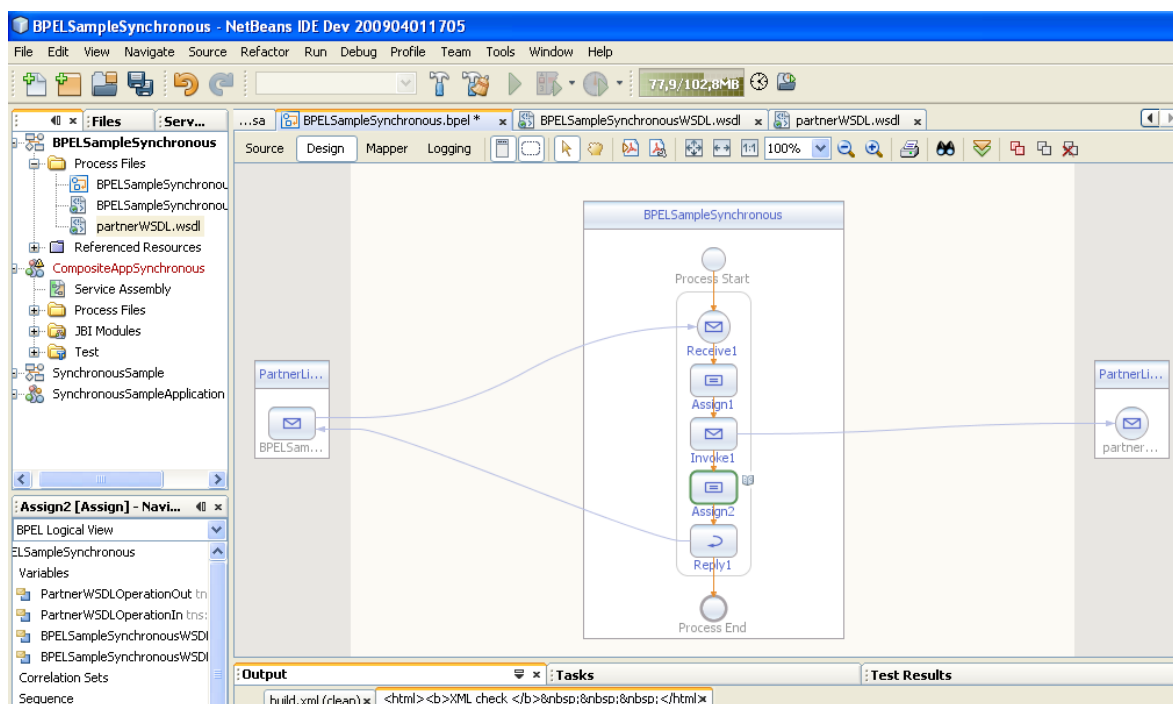 BPELSampleSynchronous - NetBeans IDE Dev 200904011705
File Edit View Navigate Source Refactor Run Debug Profile Team Tools Window Help
77,9/102,8MB
Files Serv...
...sa BPELSampleSynchronous.bpel * x BPELSampleSynchronousWSDL.wsdl x partnerWSDL.wsdl x
Source Design Mapper Logging 1:1 100%
BPELSampleSynchronous
Process Files
BPELSampleSynchronou
BPELSampleSynchronou
partnerWSDL.wsdl
Referenced Resources
CompositeAppSynchronous
Service Assembly
Process Files
JBI Modules
Test
SynchronousSample
SynchronousSampleApplication
Assign2 [Assign] - Navi...
BPEL Logical View
ELSampleSynchronous
Variables
PartnerWSDLOperationOut tn
PartnerWSDLOperationIn tns:
BPELSampleSynchronousWSDI
BPELSampleSynchronousWSDI
Correlation Sets
Sequence
BPELSampleSynchronous
Process Start
Receive1
Assign1
Invoke1
Assign2
Reply1
Process End
PartnerLi...
BPELSam...
PartnerLi...
partner...
Output Tasks Test Results
build.xml (clean) x <html><b>XML check </b>&nbsp;&nbsp;&nbsp;</html> x